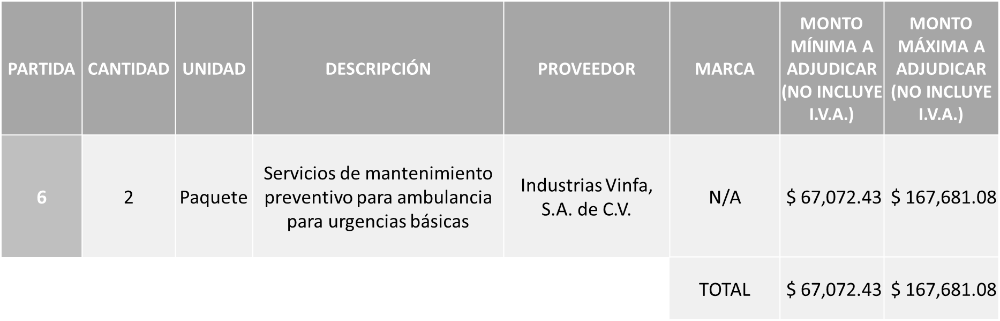 PARTIDA
CANTIDAD
UNIDAD
DESCRIPCIÓN
PROVEEDOR
MARCA
MONTO
MÍNIMA A
ADJUDICAR
(NO INCLUYE
I.V.A.)
MONTO
MÁXIMA A
ADJUDICAR
(NO INCLUYE
I.V.A.)
6
2
Paquete
Servicios de mantenimiento
preventivo para ambulancia
para urgencias básicas
Industrias Vinfa,
S.A. de C.V.
N/A
$ 67,072.43
$ 167,681.08
TOTAL
$ 67,072.43
$ 167,681.08